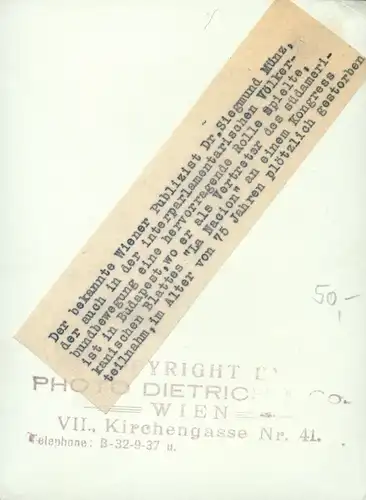 Der bekannte Wiener Publizist Dr.Siegmund Münz,
der auch in der interparlamentarischen Völker-
bundbewegung eine hervorragende Rolle spielte,
ist in Budapest,wo er als Vertreter des südameri-
kanischen Blattes "La Nacion" an einem Kongress
teilnahm,im Alter von 75 Jahren plötzlich gestorben
50,-
COPYRIGHT BY
PHOTO DIETRICH & Co.
WIEN
VII., Kirchengasse Nr. 41.
Telephone: B-32-9-37 u.